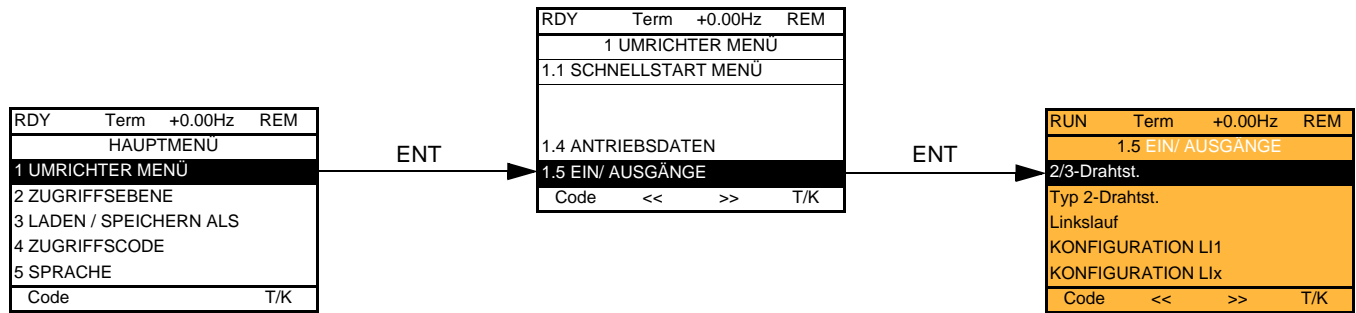 RDY Term +0.00Hz REM
HAUPTMENÜ
1 UMRICHTER MENÜ
2 ZUGRIFFSEBENE
3 LADEN / SPEICHERN ALS
4 ZUGRIFFSCODE
5 SPRACHE
Code T/K
ENT
RDY Term +0.00Hz REM
1 UMRICHTER MENÜ
1.1 SCHNELLSTART MENÜ
1.4 ANTRIEBSDATEN
1.5 EIN/ AUSGÄNGE
Code << >> T/K
ENT
RUN Term +0.00Hz REM
1.5 EIN/ AUSGÄNGE
2/3-Drahtst.
Typ 2-Drahtst.
Linkslauf
KONFIGURATION LI1
KONFIGURATION LIx
Code << >> T/K